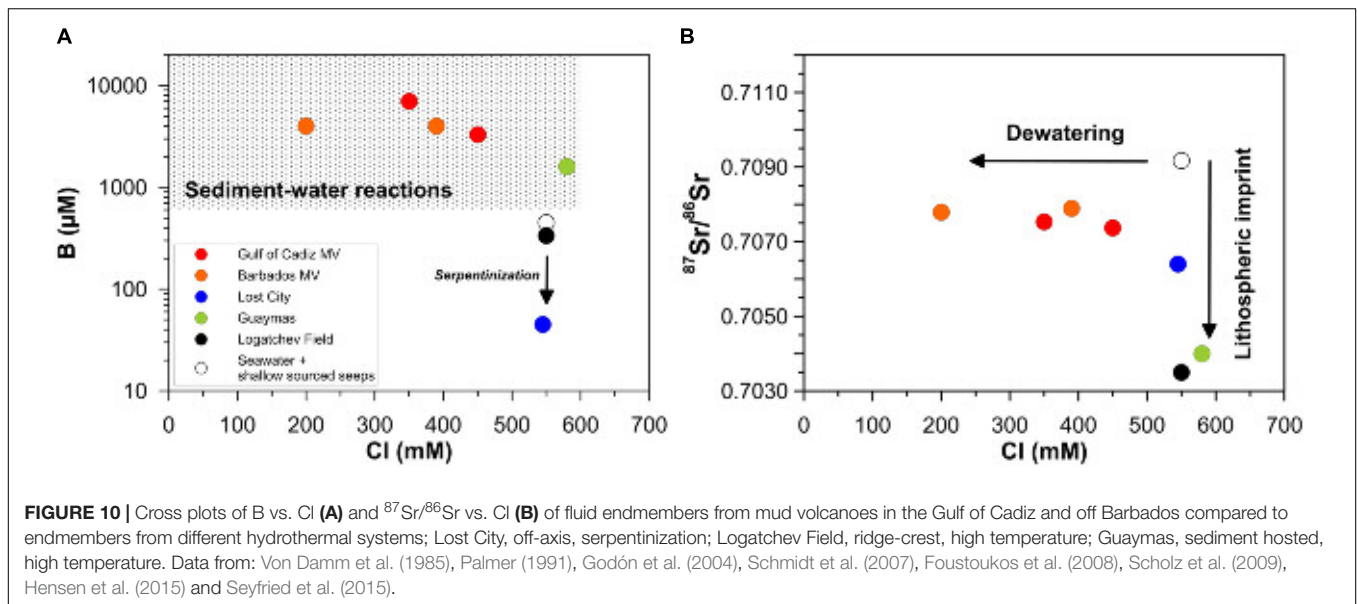 A
B (µM)
10000
1000
100
10
Sediment-water reactions
Serpentinization
Gulf of Cadiz MV
Barbados MV
Lost City
Guaymas
Logatchev Field
Seawater +
shallow sourced seeps
0 100 200 300 400 500 600 700
Cl (mM)
B
87Sr/86Sr
0.7110
0.7090
0.7070
0.7050
0.7030
Dewatering
Lithospheric imprint
0 100 200 300 400 500 600 700
Cl (mM)
FIGURE 10 | Cross plots of B vs. Cl (A) and 87Sr/86Sr vs. Cl (B) of fluid endmembers from mud volcanoes in the Gulf of Cadiz and off Barbados compared to
endmembers from different hydrothermal systems; Lost City, off-axis, serpentinization; Logatchev Field, ridge-crest, high temperature; Guaymas, sediment hosted,
high temperature. Data from: Von Damm et al. (1985), Palmer (1991), Godón et al. (2004), Schmidt et al. (2007), Foustoukos et al. (2008), Scholz et al. (2009),
Hensen et al. (2015) and Seyfried et al. (2015).